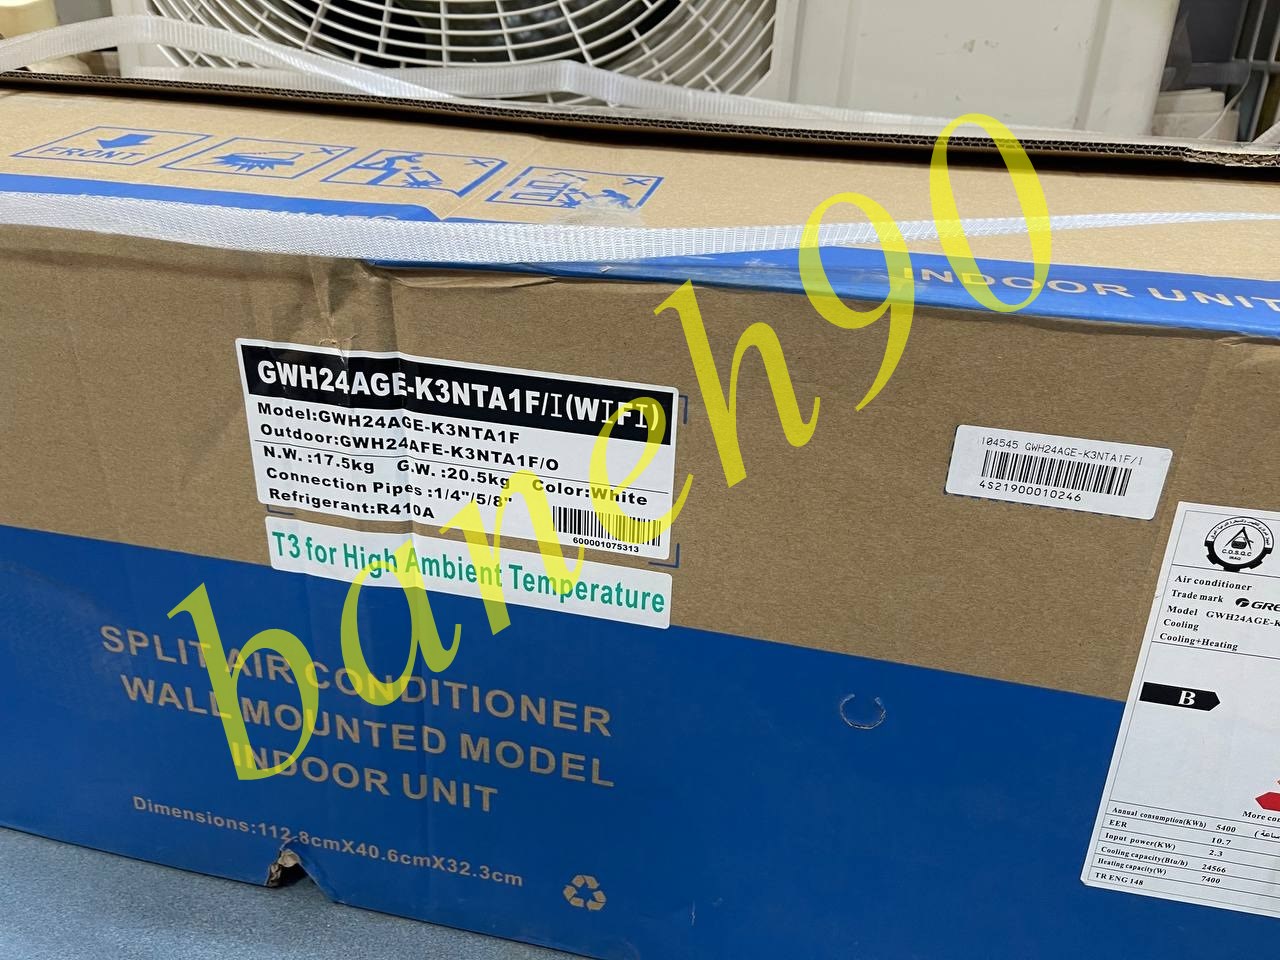 FRONT
INDOOR UNIT
GWH24AGE-K3NTA1F/I(WIFI)
Model:GWH24AGE-K3NTA1F
Outdoor:GWH24AFE-K3NTA1F/O
N.W.:17.5kg G.W.:20.5kg Color:White
Connection Pipes:1/4"/5/8"
Refrigerant:R410A
600001075313
T3 for High Ambient Temperature
104545 GWH24AGE-K3NTA1F/I
4S21900010246
SPLIT AIR CONDITIONER
WALL MOUNTED MODEL
INDOOR UNIT
Dimensions:112.8cmX40.6cmX32.3cm
C.O.S.Q.C
IRAQ
Air conditioner
Trade mark GREE
Model GWH24AGE-K
Cooling
Cooling+Heating
B
More
Annual consumption(KWh) 5400
EER 10.7
Input power(KW) 2.3
Cooling capacity(Btu/h) 24566
Heating capacity(W) 7400
TR ENG 148
baneh90